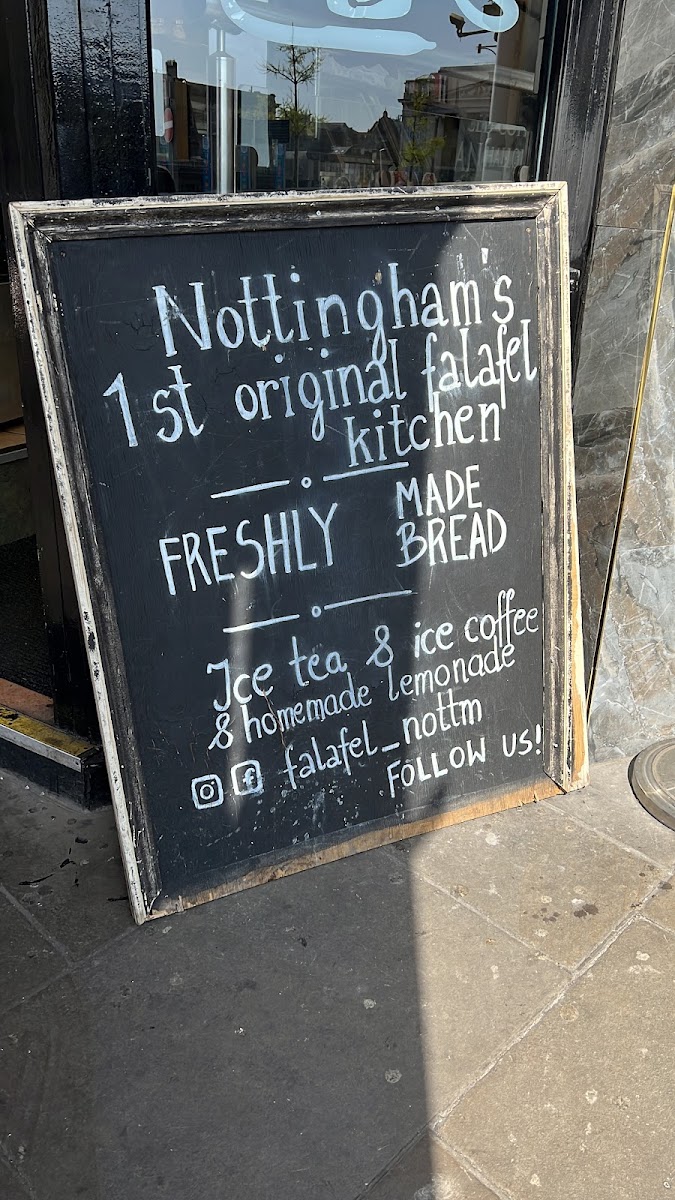 Nottingham's
1st original falafel
kitchen
FRESHLY MADE
BREAD
Ice tea & ice coffee
& homemade lemonade
falafel_nottm
FOLLOW US!